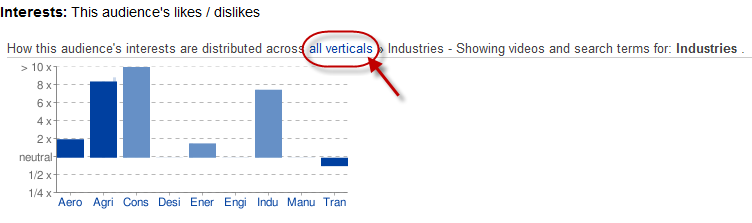 Interests: This audience's likes / dislikes
How this audience's interests are distributed across all verticals » Industries - Showing videos and search terms for: Industries .
> 10 x
8 x
6 x
4 x
2 x
neutral
1/2 x
1/4 x
Aero Agri Cons Desi Ener Engi Indu Manu Tran